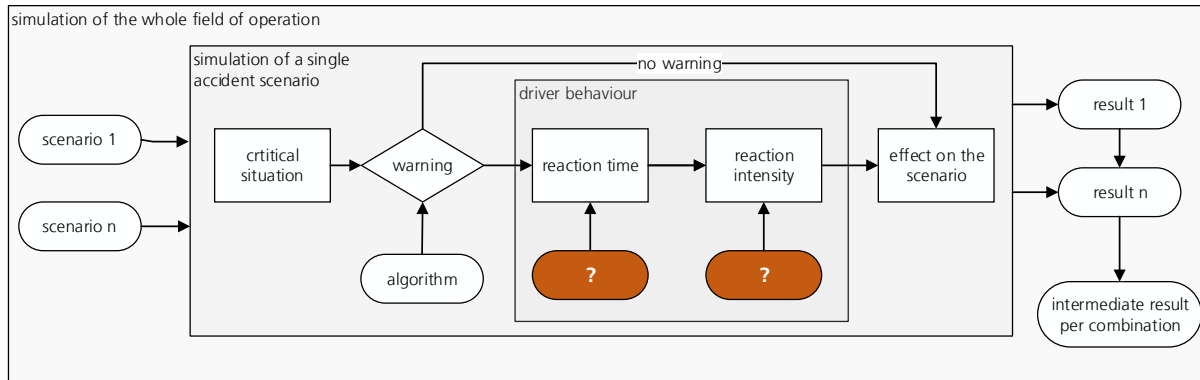 simulation of the whole field of operation
simulation of a single
accident scenario
no warning
driver behaviour
scenario 1
scenario n
crtitical
situation
warning
algorithm
reaction time
reaction
intensity
?
?
effect on the
scenario
result 1
result n
intermediate result
per combination